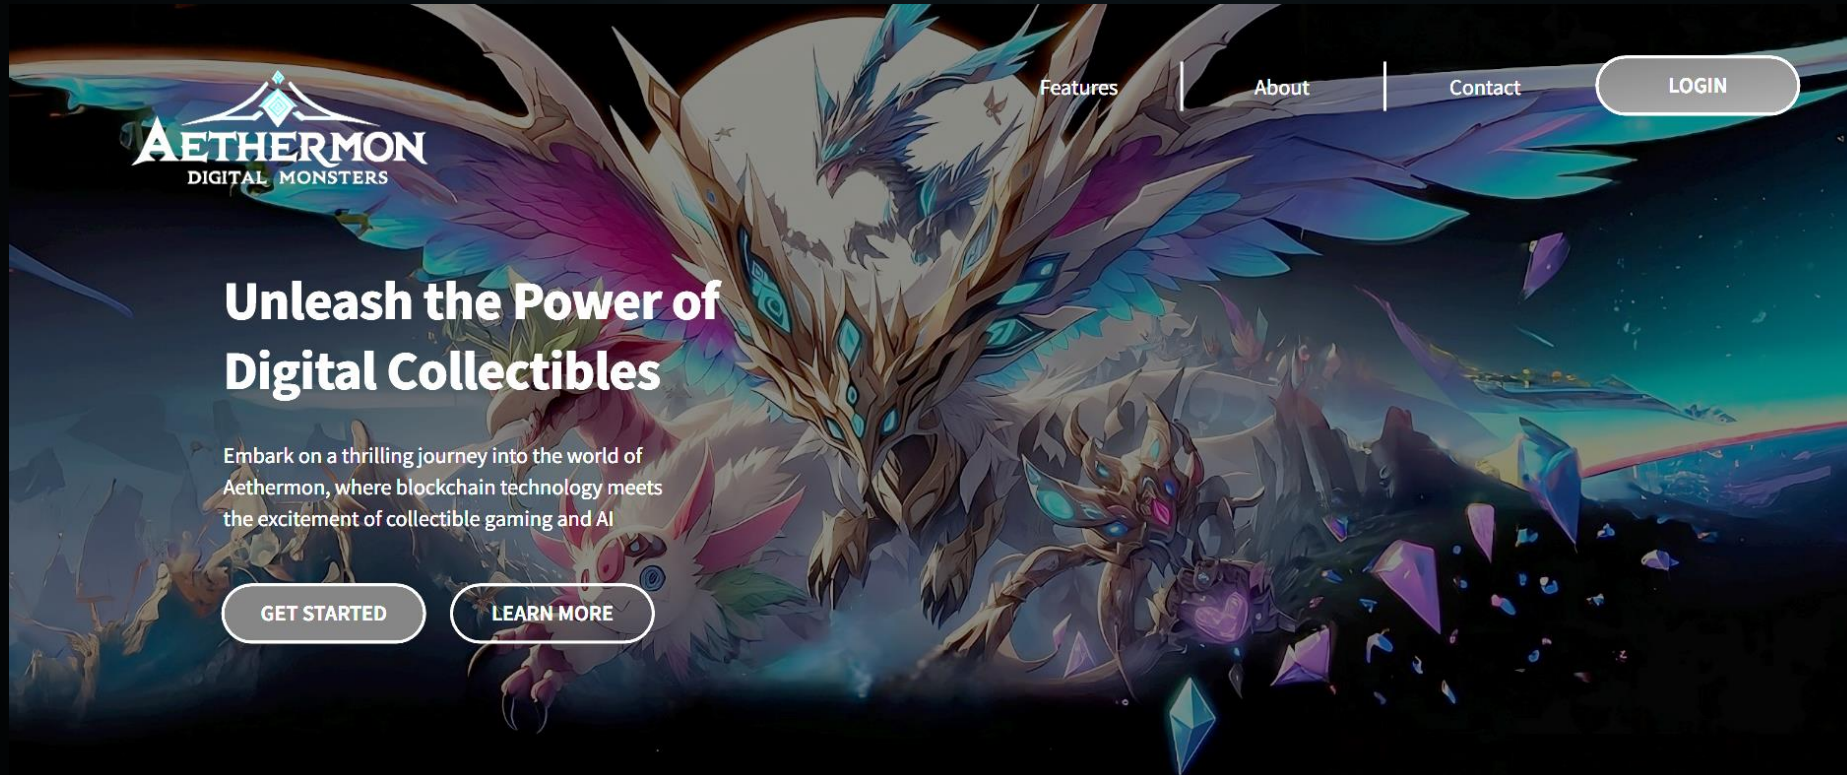 AETHERMON
DIGITAL MONSTERS
Features
About
Contact
LOGIN
Unleash the Power of
Digital Collectibles
Embark on a thrilling journey into the world of
Aethermon, where blockchain technology meets
the excitement of collectible gaming and AI
GET STARTED
LEARN MORE